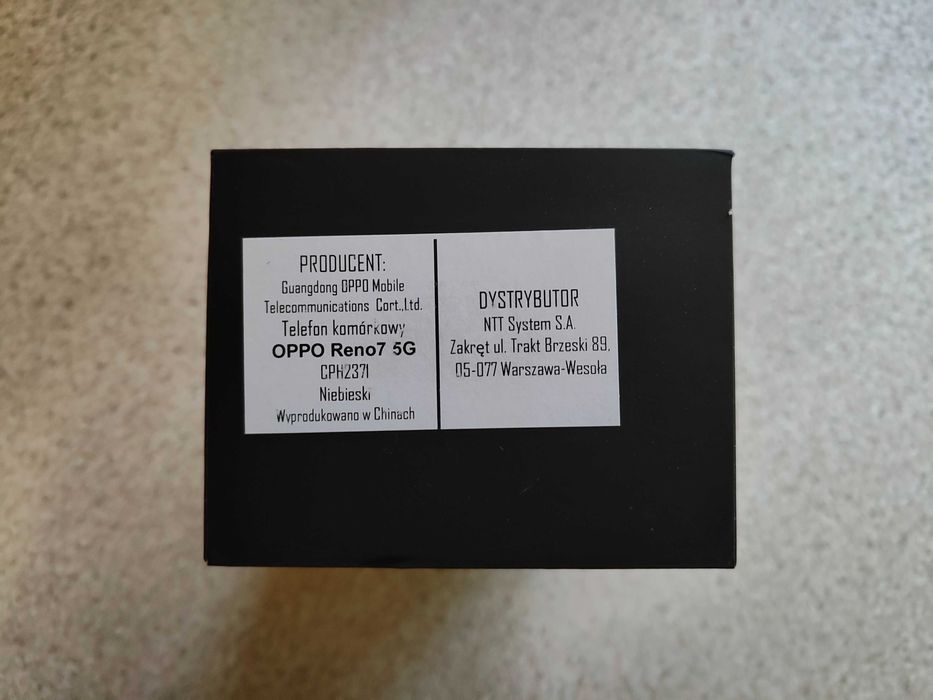 PRODUCENT:
Guangdong OPPO Mobile
Telecommunications Cort.,Ltd.
Telefon komórkowy
OPPO Reno7 5G
CPH2371
Niebieski
Wyprodukowano w Chinach
DYSTRYBUTOR
NTT System S.A.
Zakręt ul. Trakt Brzeski 89,
05-077 Warszawa-Wesoła